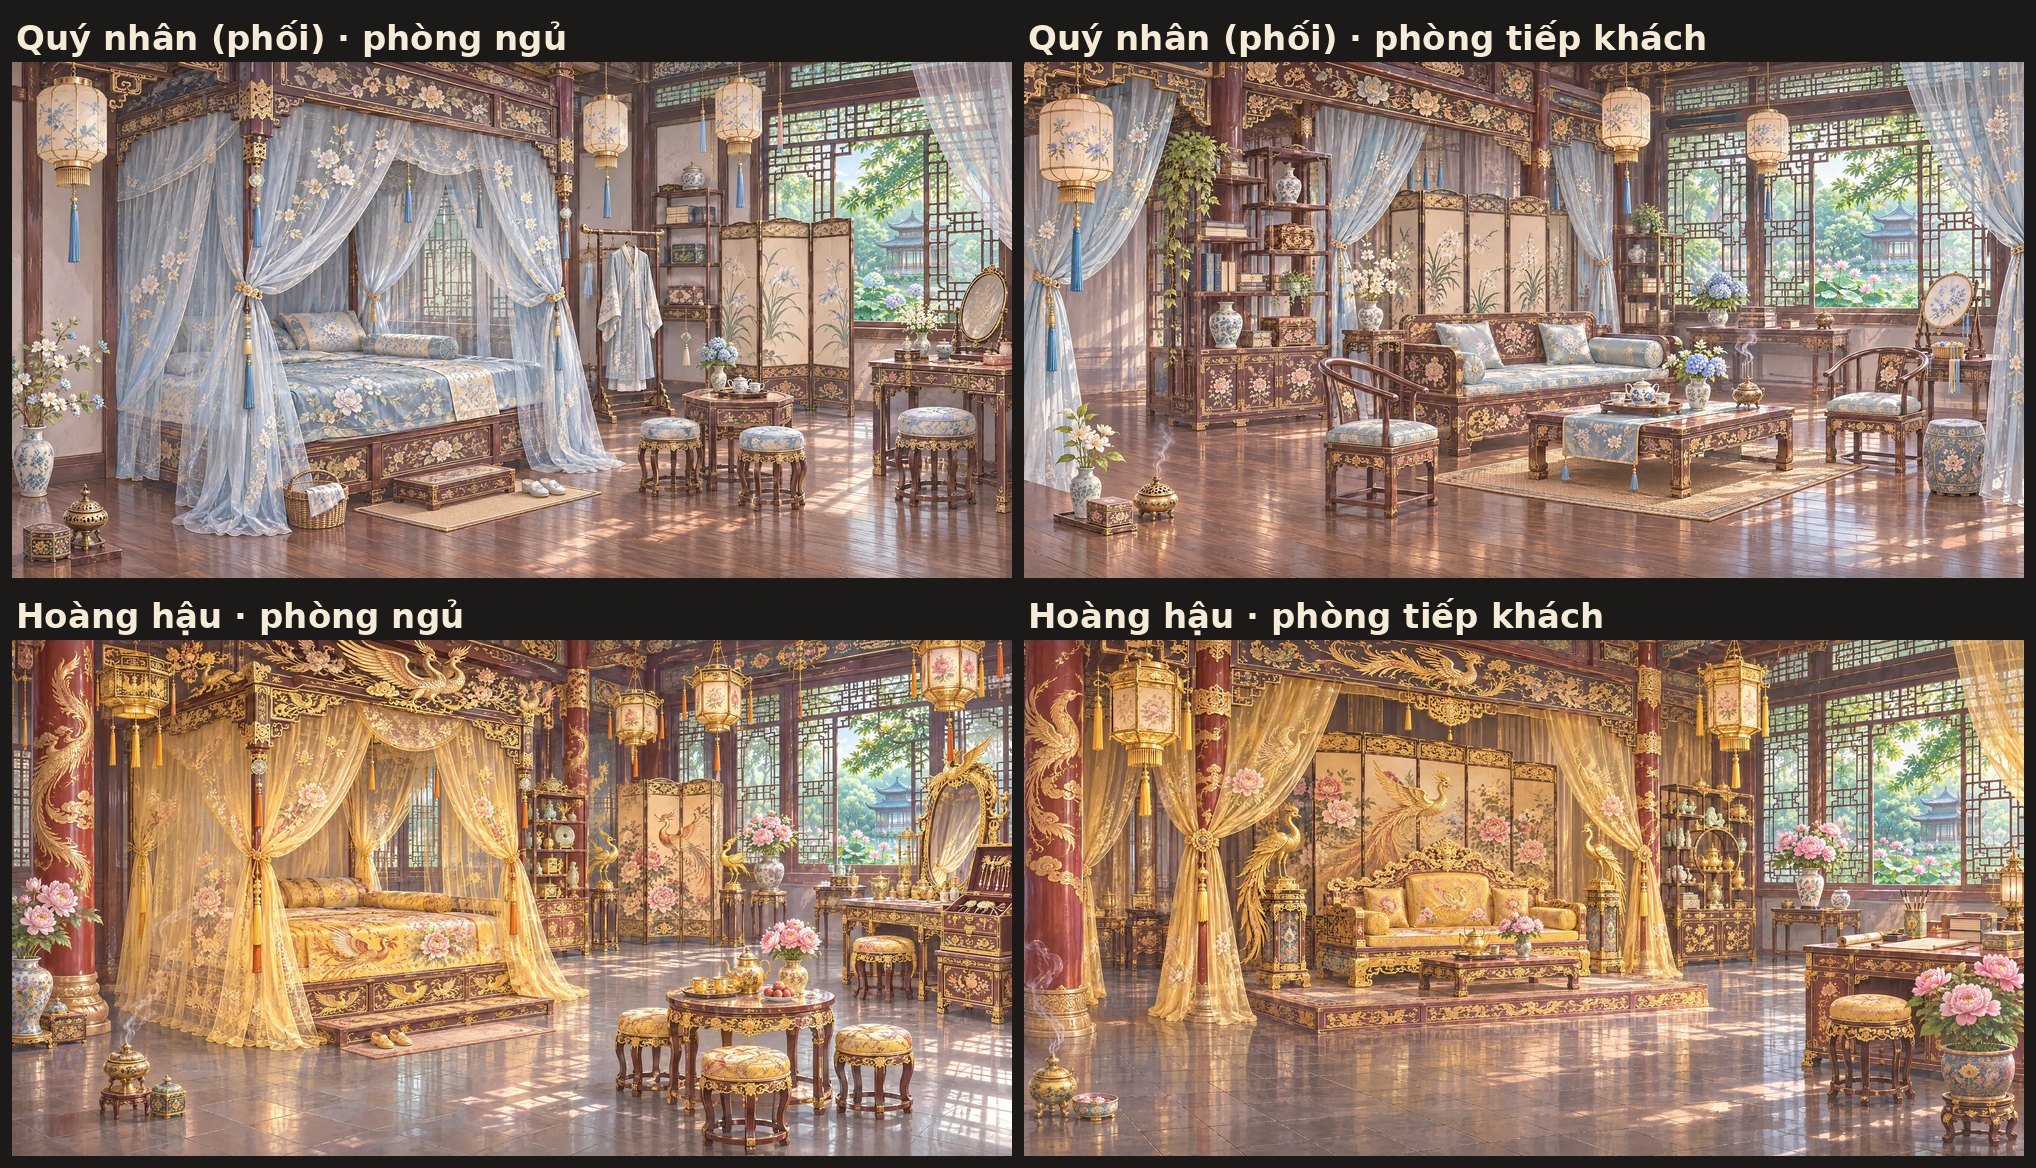 Quý nhân (phối) · phòng ngủ
Quý nhân (phối) · phòng tiếp khách
Hoàng hậu · phòng ngủ
Hoàng hậu · phòng tiếp khách